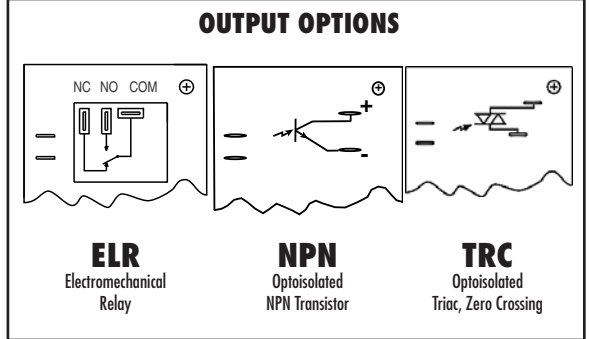 OUTPUT OPTIONS
NC NO COM
+
-
ELR
Electromechanical
Relay
NPN
Optoisolated
NPN Transistor
TRC
Optoisolated
Triac, Zero Crossing